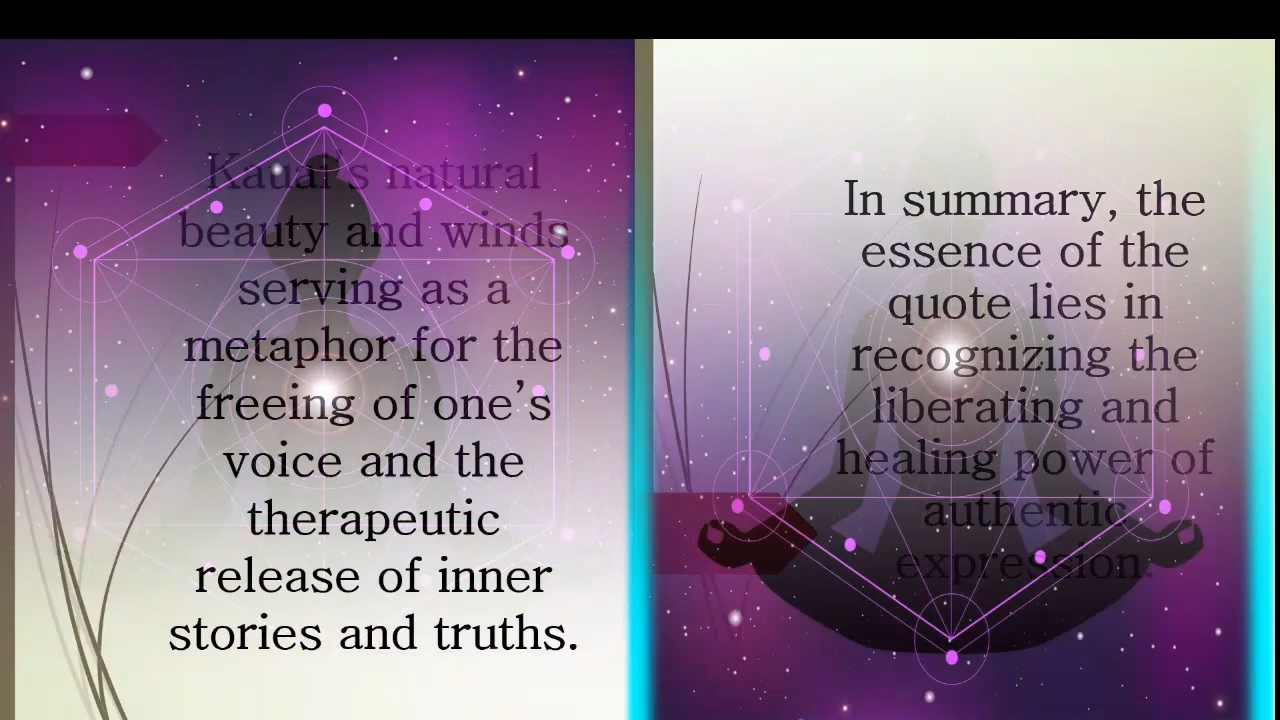 Kauai's natural
beauty and winds
serving as a
metaphor for the
freeing of one’s
voice and the
therapeutic
release of inner
stories and truths.
In summary, the
essence of the
quote lies in
recognizing the
liberating and
healing power of
authentic
expression.